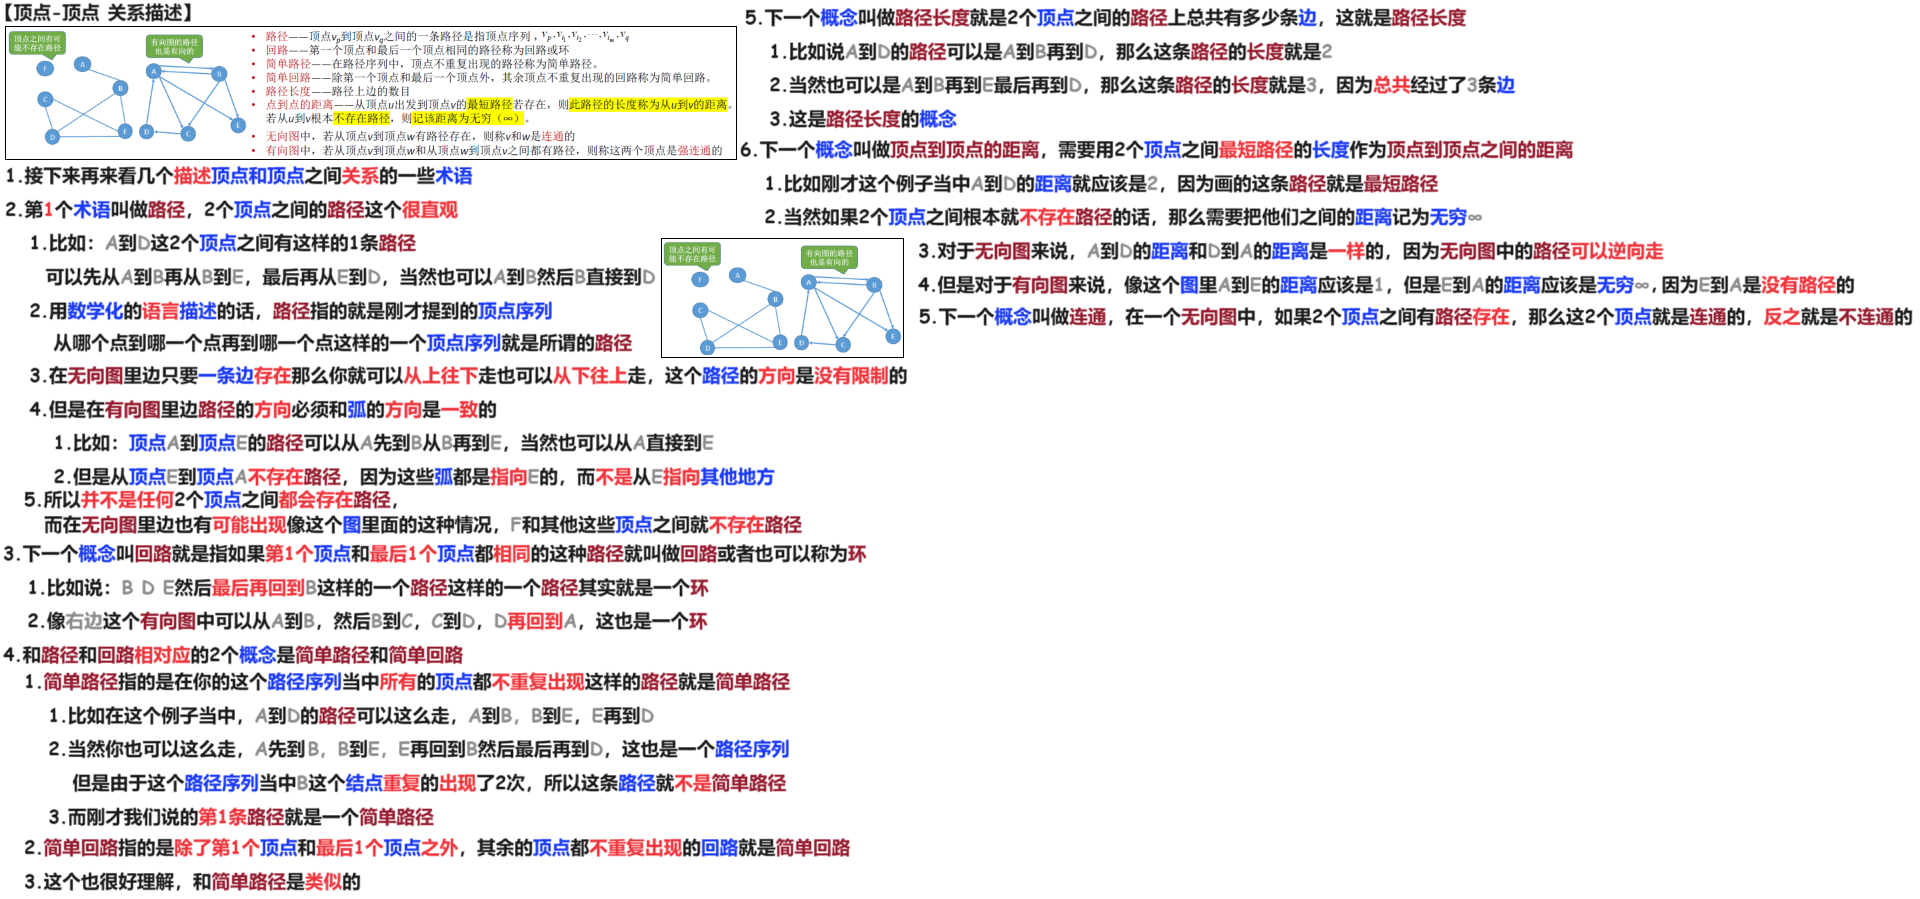 【顶点-顶点 关系描述】
顶点之间有可
能不存在路径
有向图的路径
也是有向的
F
A
B
C
D
E
A
B
D
C
E
• 路径——顶点vp到顶点vq之间的一条路径是指顶点序列，vp,vi1,vi2,···,vim,vq
• 回路——第一个顶点和最后一个顶点相同的路径称为回路或环
• 简单路径——在路径序列中，顶点不重复出现的路径称为简单路径。
• 简单回路——除第一个顶点和最后一个顶点外，其余顶点不重复出现的回路称为简单回路。
• 路径长度——路径上边的数目
• 点到点的距离——从顶点u出发到顶点v的最短路径若存在，则此路径的长度称为从u到v的距离。
若从u到v根本不存在路径，则记该距离为无穷（∞）。
• 无向图中，若从顶点v到顶点w有路径存在，则称v和w是连通的
• 有向图中，若从顶点v到顶点w和从顶点w到顶点v之间都有路径，则称这两个顶点是强连通的
1.接下来再来看几个描述顶点和顶点之间关系的一些术语
2.第1个术语叫做路径，2个顶点之间的路径这个很直观
1.比如：A到D这2个顶点之间有这样的1条路径
可以先从A到B再从B到E，最后再从E到D，当然也可以A到B然后B直接到D
2.用数学化的语言描述的话，路径指的就是刚才提到的顶点序列
从哪个点到哪一个点再到哪一个点这样的一个顶点序列就是所谓的路径
3.在无向图里边只要一条边存在那么你就可以从上往下走也可以从下往上走，这个路径的方向是没有限制的
4.但是在有向图里边路径的方向必须和弧的方向是一致的
1.比如：顶点A到顶点E的路径可以从A先到B从B再到E，当然也可以从A直接到E
2.但是从顶点E到顶点A不存在路径，因为这些弧都是指向E的，而不是从E指向其他地方
5.所以并不是任何2个顶点之间都会存在路径，
而在无向图里边也有可能出现像这个图里面的这种情况，F和其他这些顶点之间就不存在路径
3.下一个概念叫回路就是指如果第1个顶点和最后1个顶点都相同的这种路径就叫做回路或者也可以称为环
1.比如说：B D E然后最后再回到B这样的一个路径这样的一个路径其实就是一个环
2.像右边这个有向图中可以从A到B，然后B到C，C到D，D再回到A，这也是一个环
4.和路径和回路相对应的2个概念是简单路径和简单回路
1.简单路径指的是在你的这个路径序列当中所有的顶点都不重复出现这样的路径就是简单路径
1.比如在这个例子当中，A到D的路径可以这么走，A到B，B到E，E再到D
2.当然你也可以这么走，A先到B，B到E，E再回到B然后最后再到D，这也是一个路径序列
但是由于这个路径序列当中B这个结点重复的出现了2次，所以这条路径就不是简单路径
3.而刚才我们说的第1条路径就是一个简单路径
2.简单回路指的是除了第1个顶点和最后1个顶点之外，其余的顶点都不重复出现的回路就是简单回路
3.这个也很好理解，和简单路径是类似的
5.下一个概念叫做路径长度就是2个顶点之间的路径上总共有多少条边，这就是路径长度
1.比如说A到D的路径可以是A到B再到D，那么这条路径的长度就是2
2.当然也可以是A到B再到E最后再到D，那么这条路径的长度就是3，因为总共经过了3条边
3.这是路径长度的概念
6.下一个概念叫做顶点到顶点的距离，需要用2个顶点之间最短路径的长度作为顶点到顶点之间的距离
1.比如刚才这个例子当中A到D的距离就应该是2，因为画的这条路径就是最短路径
2.当然如果2个顶点之间根本就不存在路径的话，那么需要把他们之间的距离记为无穷∞
顶点之间有可
能不存在路径
有向图的路径
也是有向的
F
A
B
C
D
E
A
B
D
C
E
3.对于无向图来说，A到D的距离和D到A的距离是一样的，因为无向图中的路径可以逆向走
4.但是对于有向图来说，像这个图里A到E的距离应该是1，但是E到A的距离应该是无穷∞,因为E到A是没有路径的
5.下一个概念叫做连通，在一个无向图中，如果2个顶点之间有路径存在，那么这2个顶点就是连通的，反之就是不连通的